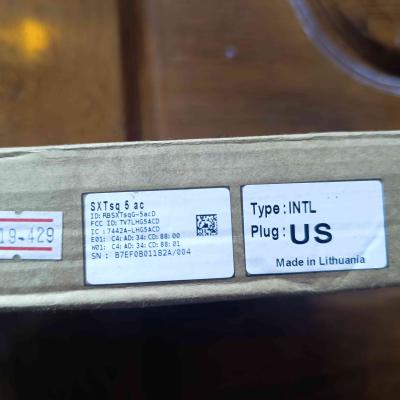 19-429
SXTsq 5 ac
ID: RBSXTsqG-5acD
FCC ID: TV7LHG5ACD
IC : 7442A-LHG5ACD
E01: C4:AD:34:CD:88:00
W01: C4:AD:34:CD:88:01
SN : B7EF0B01182A/004
Type: INTL
Plug: US
Made in Lithuania